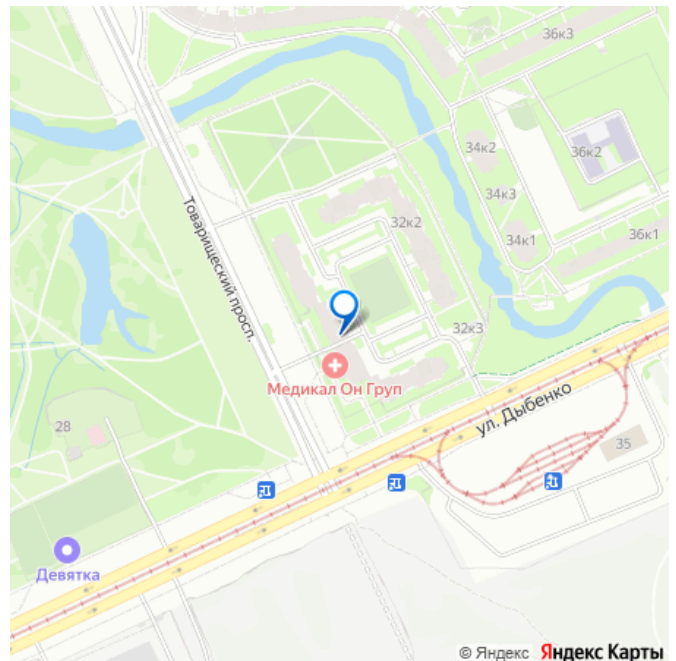 36к3
34к2
36к2
34к3
32к2
34к1
36к1
Товарищеский просп.
32к3
Медикал Он Груп
ул. Дыбенко
28
35
Девятка
© Яндекс Яндекс Карты